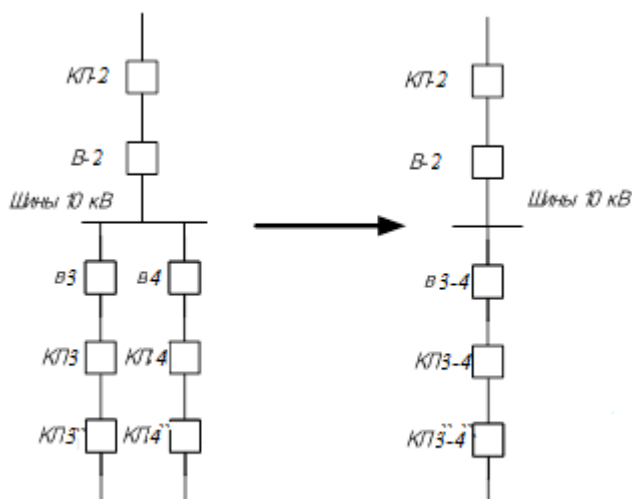 КП-2
КП-2
В-2
В-2
Шины 10 кВ
Шины 10 кВ
в3
в4
в3-4
КП3
КП4
КП3-4
КП3``
КП4``
КП3``-4``